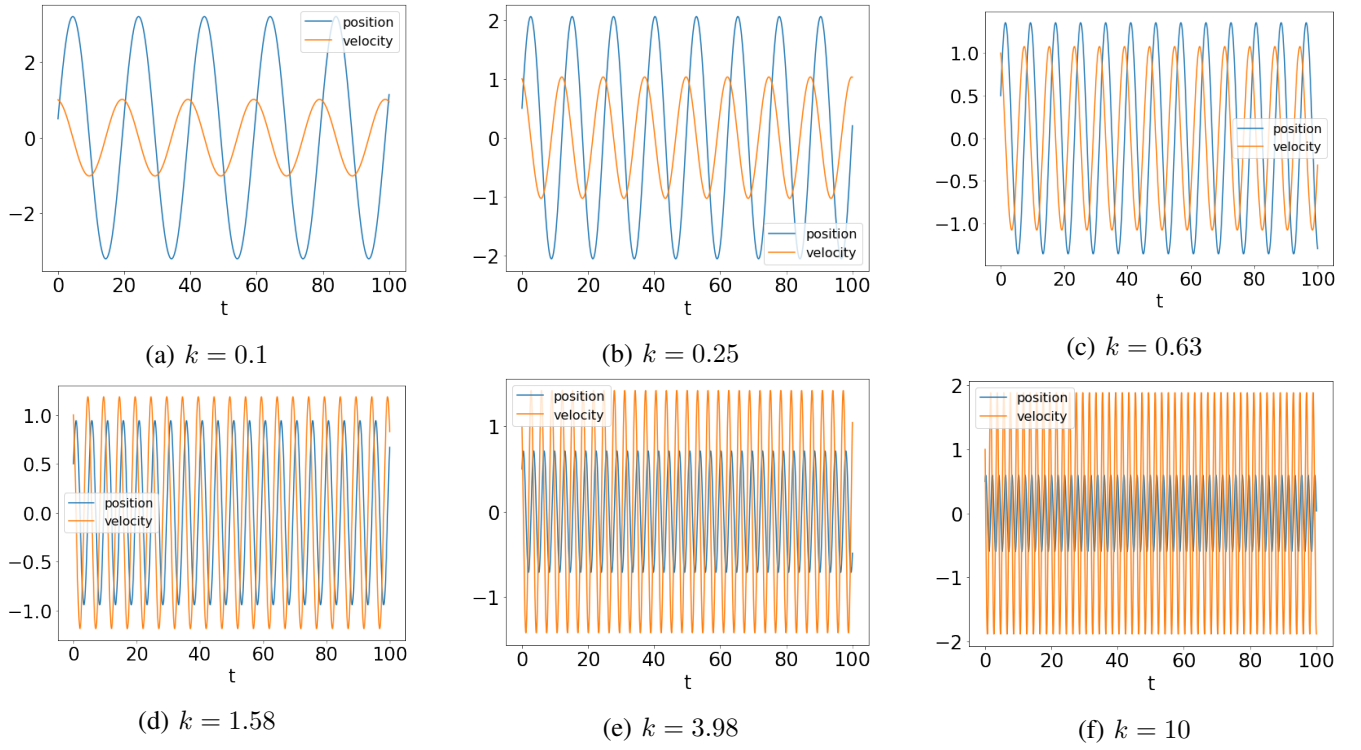 position
velocity
2
0
−2
0 20 40 60 80 100
t
(a) k = 0.1
position
velocity
2
1
0
−1
−2
0 20 40 60 80 100
t
(b) k = 0.25
position
velocity
1.0
0.5
0.0
−0.5
−1.0
0 20 40 60 80 100
t
(c) k = 0.63
position
velocity
1.0
0.5
0.0
−0.5
−1.0
0 20 40 60 80 100
t
(d) k = 1.58
position
velocity
1
0
−1
0 20 40 60 80 100
t
(e) k = 3.98
position
velocity
2
1
0
−1
−2
0 20 40 60 80 100
t
(f) k = 10